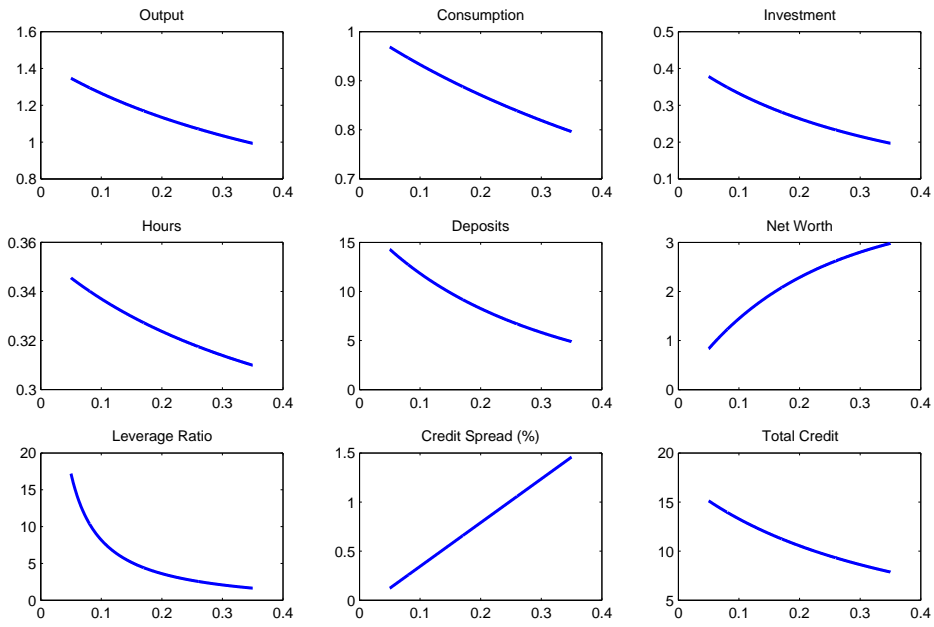 Output
1.6
1.4
1.2
1
0.8
0 0.1 0.2 0.3 0.4
Consumption
1
0.9
0.8
0.7
0 0.1 0.2 0.3 0.4
Investment
0.5
0.4
0.3
0.2
0.1
0 0.1 0.2 0.3 0.4
Hours
0.36
0.34
0.32
0.3
0 0.1 0.2 0.3 0.4
Deposits
15
10
5
0
0 0.1 0.2 0.3 0.4
Net Worth
3
2
1
0
0 0.1 0.2 0.3 0.4
Leverage Ratio
20
15
10
5
0
0 0.1 0.2 0.3 0.4
Credit Spread (%)
1.5
1
0.5
0
0 0.1 0.2 0.3 0.4
Total Credit
20
15
10
5
0 0.1 0.2 0.3 0.4